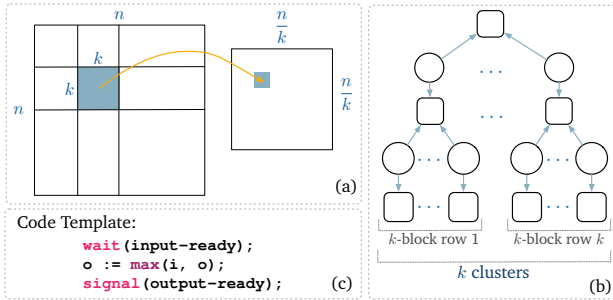 n
k
k
n
n
k
n
k
(a)
...
...
... ...
... ...
k-block row 1 k-block row k
k clusters
(b)
Code Template:
wait(input-ready);
o := max(i, o);
signal(output-ready);
(c)